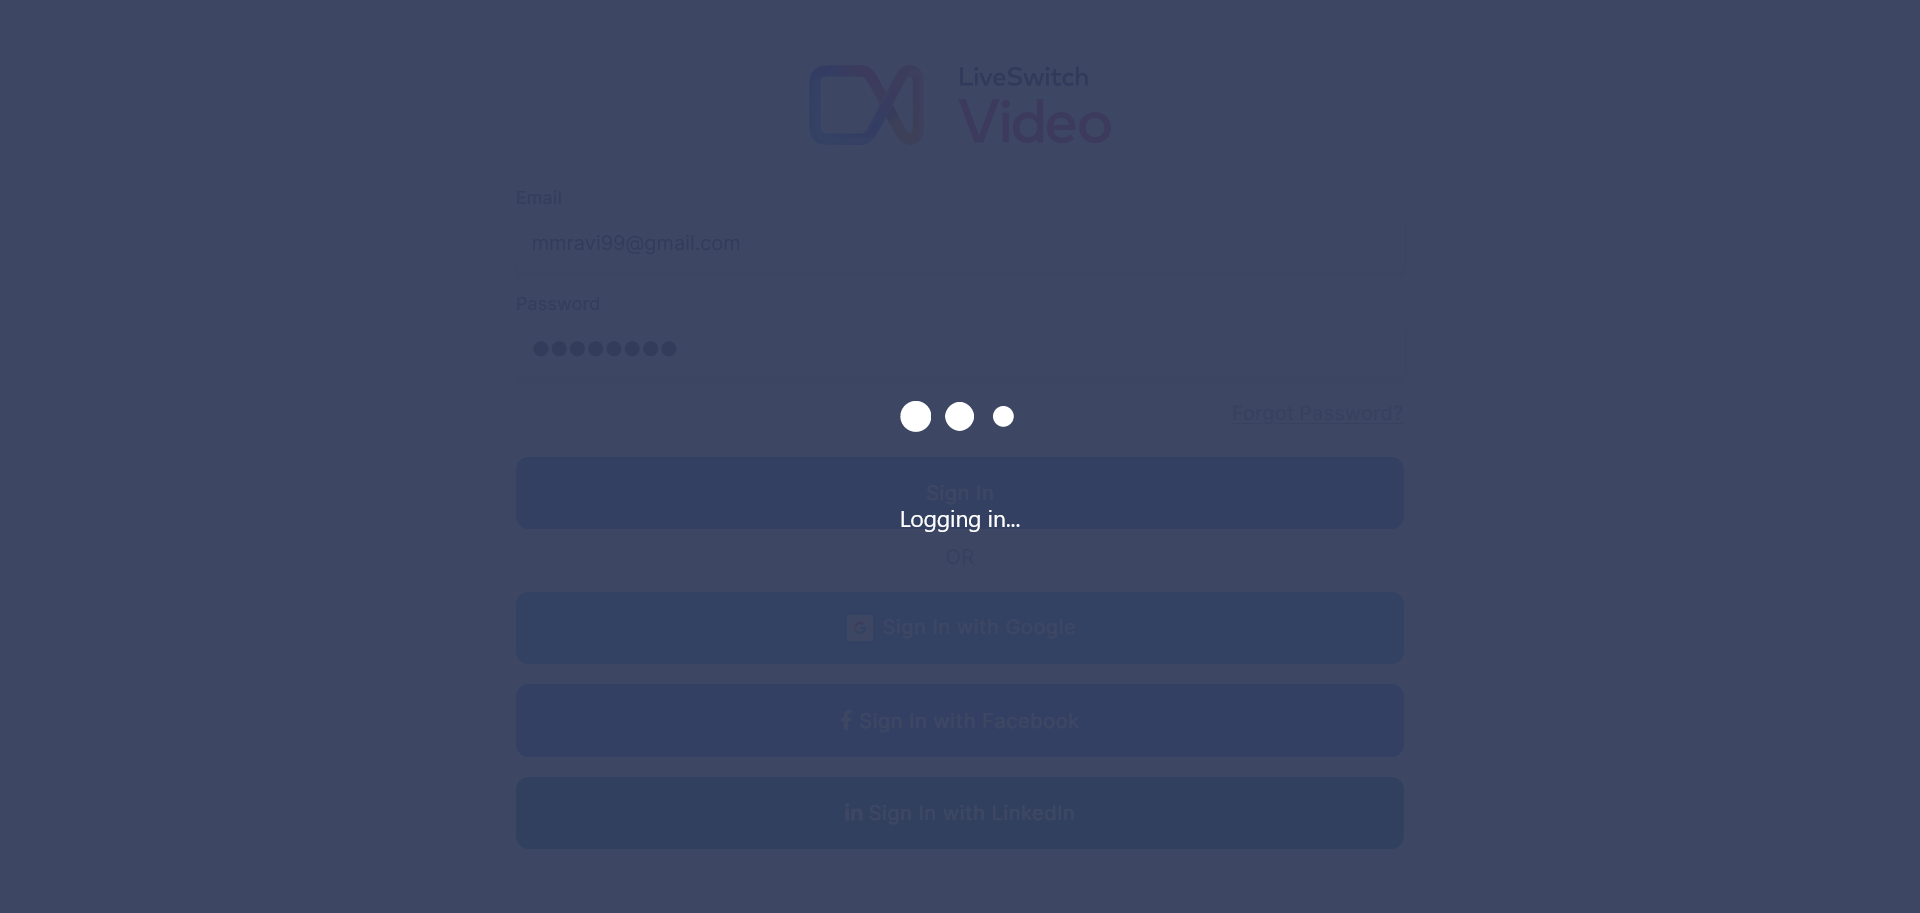 LiveSwitch
Video
Email
mmravi99@gmail.com
Password
Forgot Password?
Sign In
Logging in...
OR
G Sign In with Google
f Sign In with Facebook
in Sign In with LinkedIn